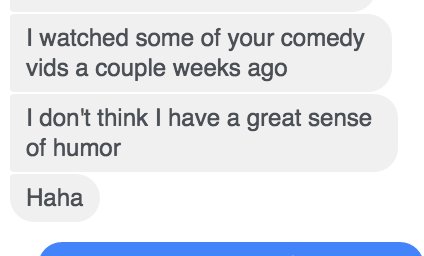 I watched some of your comedy
vids a couple weeks ago
I don't think I have a great sense
of humor
Haha